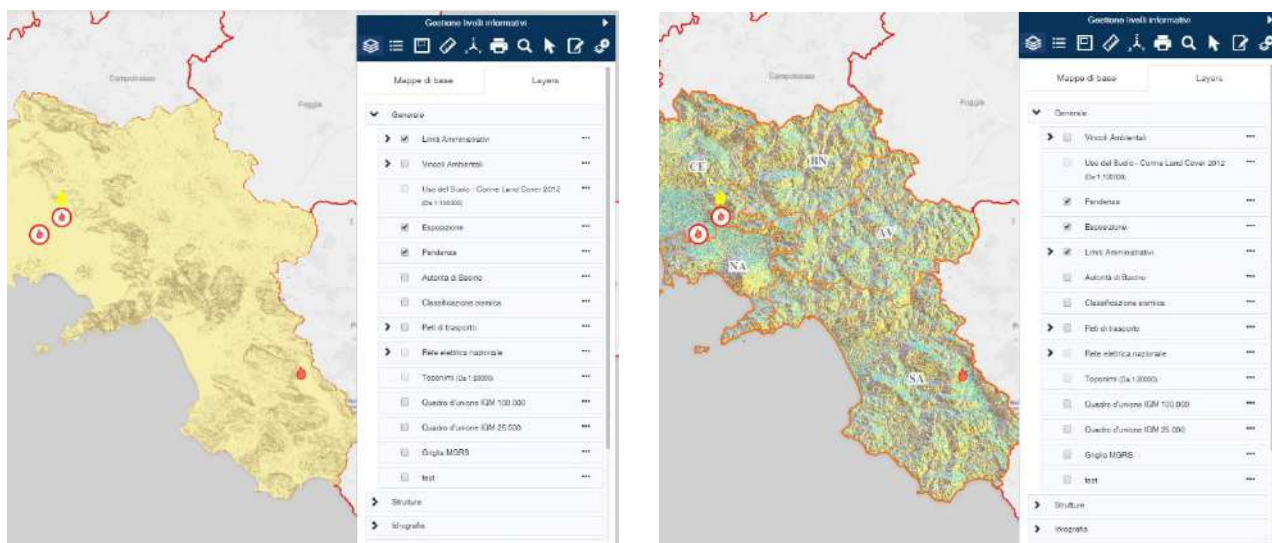 Gestione livelli informativi
Mappe di base
Layers
Generale
Limiti Amministrativi
Vincoli Ambientali
Uso del Suolo - Corine Land Cover 2012
(Da 1:100000)
Esposizione
Pendenza
Autorità di Bacino
Classificazione sismica
Reti di trasporto
Rete elettrica nazionale
Toponimi (Da 1:20000)
Quadro d'unione IGM 100.000
Quadro d'unione IGM 25.000
Griglia MGRS
test
Strutture
Idrografia
Campobasso
Foggia
Gestione livelli informativi
Mappe di base
Layers
Generale
Vincoli Ambientali
Uso del Suolo - Corine Land Cover 2012
(Da 1:100000)
Pendenza
Esposizione
Limiti Amministrativi
Autorità di Bacino
Classificazione sismica
Reti di trasporto
Rete elettrica nazionale
Toponimi (Da 1:20000)
Quadro d'unione IGM 100.000
Quadro d'unione IGM 25.000
Griglia MGRS
test
Strutture
Idrografia
Campobasso
Foggia
CE
BN
AV
NA
SA